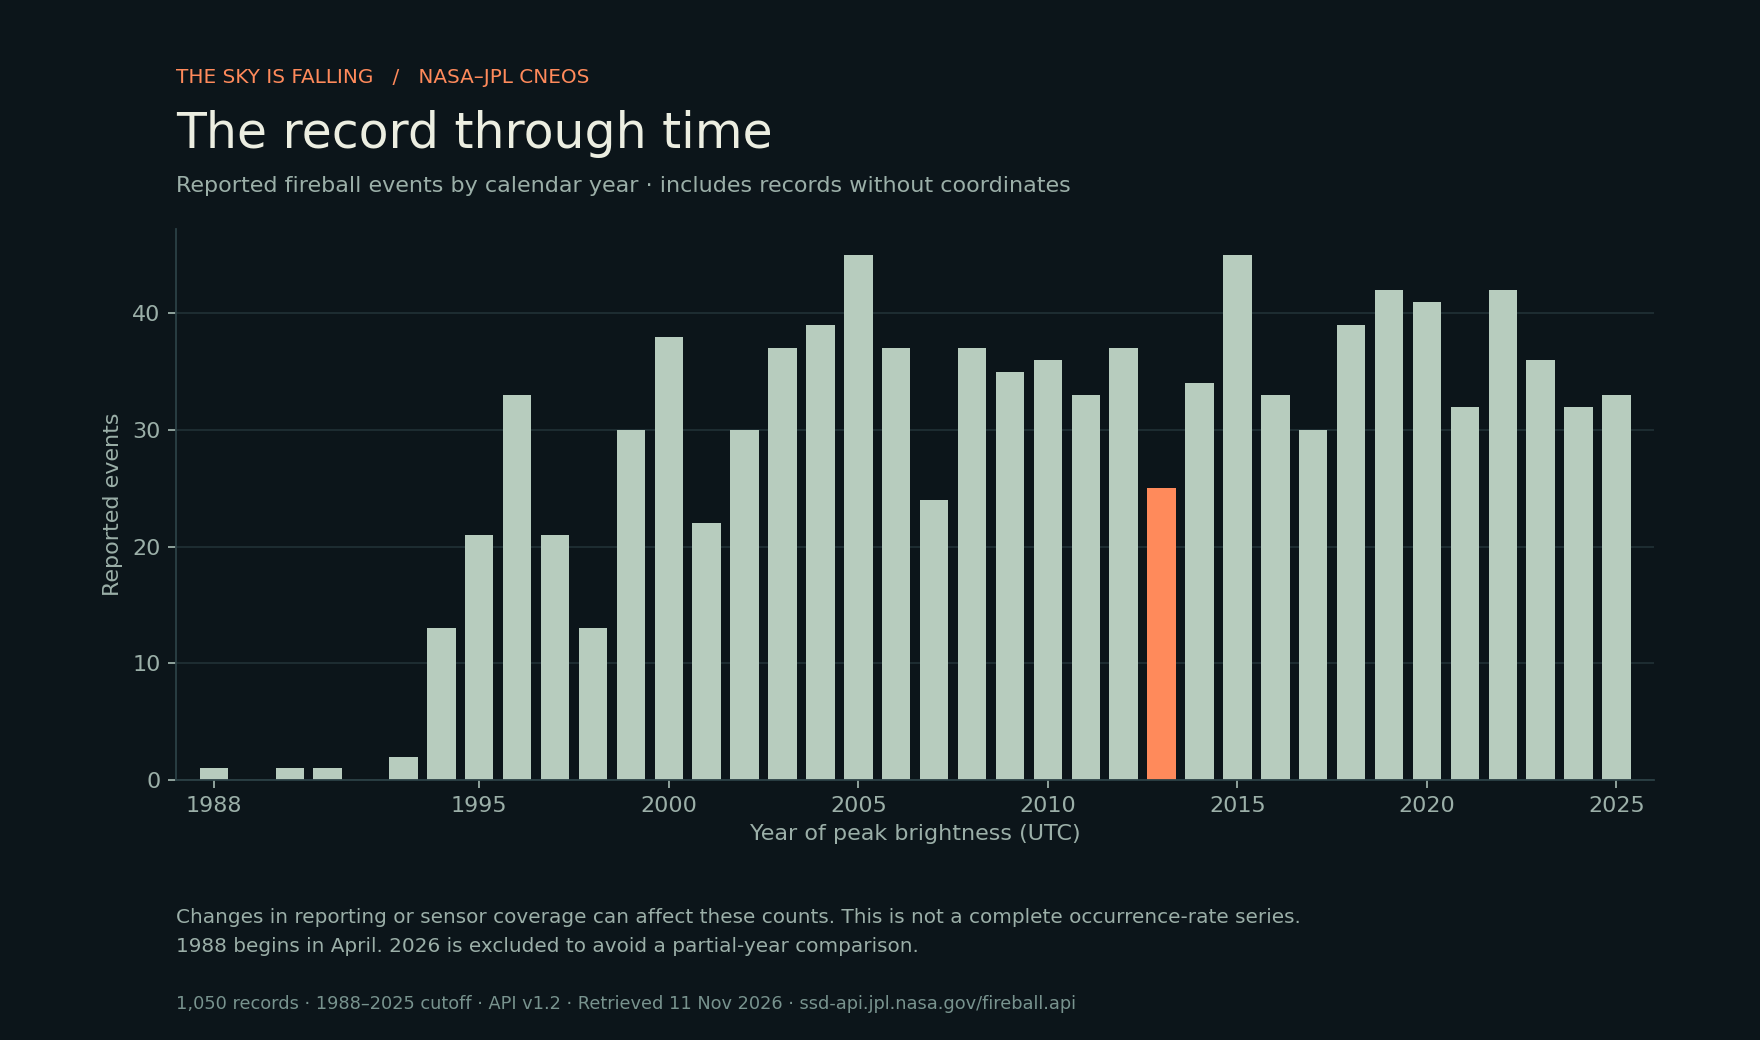 THE SKY IS FALLING / NASA–JPL CNEOS
The record through time
Reported fireball events by calendar year · includes records without coordinates
Reported events
40
30
20
10
0
1988 1995 2000 2005 2010 2015 2020 2025
Year of peak brightness (UTC)
Changes in reporting or sensor coverage can affect these counts. This is not a complete occurrence-rate series.
1988 begins in April. 2026 is excluded to avoid a partial-year comparison.
1,050 records · 1988–2025 cutoff · API v1.2 · Retrieved 11 Nov 2026 · ssd-api.jpl.nasa.gov/fireball.api